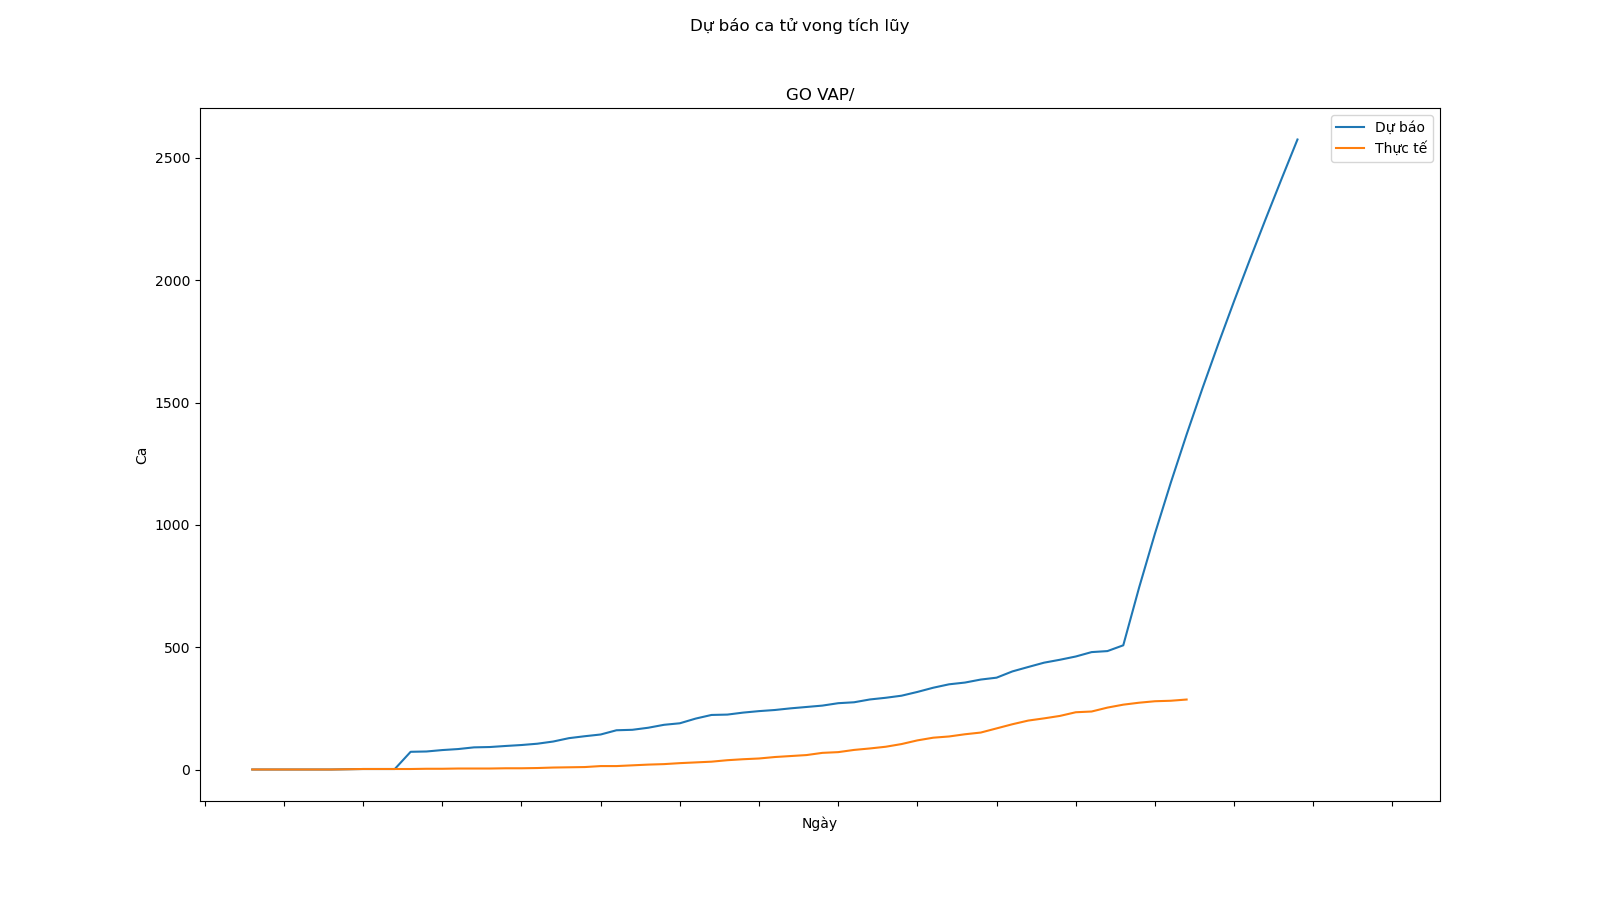 Dự báo ca tử vong tích lũy
GO VAP/
Dự báo
Thực tế
2500
2000
1500
1000
500
0
Ca
Ngày